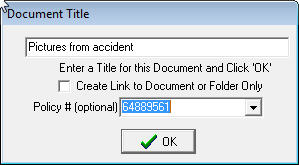 Document Title
Pictures from accident
Enter a Title for this Document and Click 'OK'
Create Link to Document or Folder Only
Policy # (optional) 64889561
OK